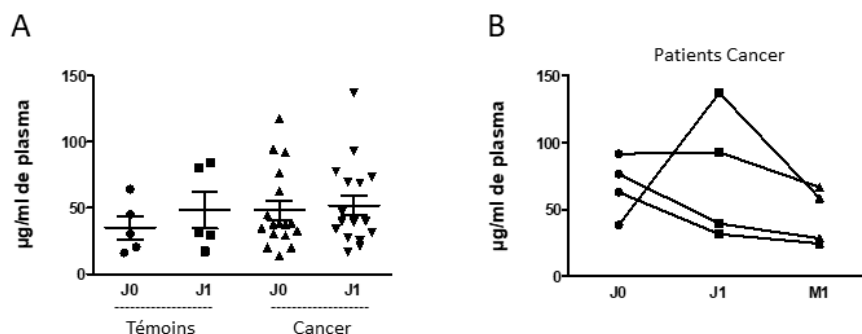 A
µg/ml de plasma
150
100
50
0
J0 J1 J0 J1
Témoins Cancer
B
Patients Cancer
µg/ml de plasma
150
100
50
0
J0 J1 M1